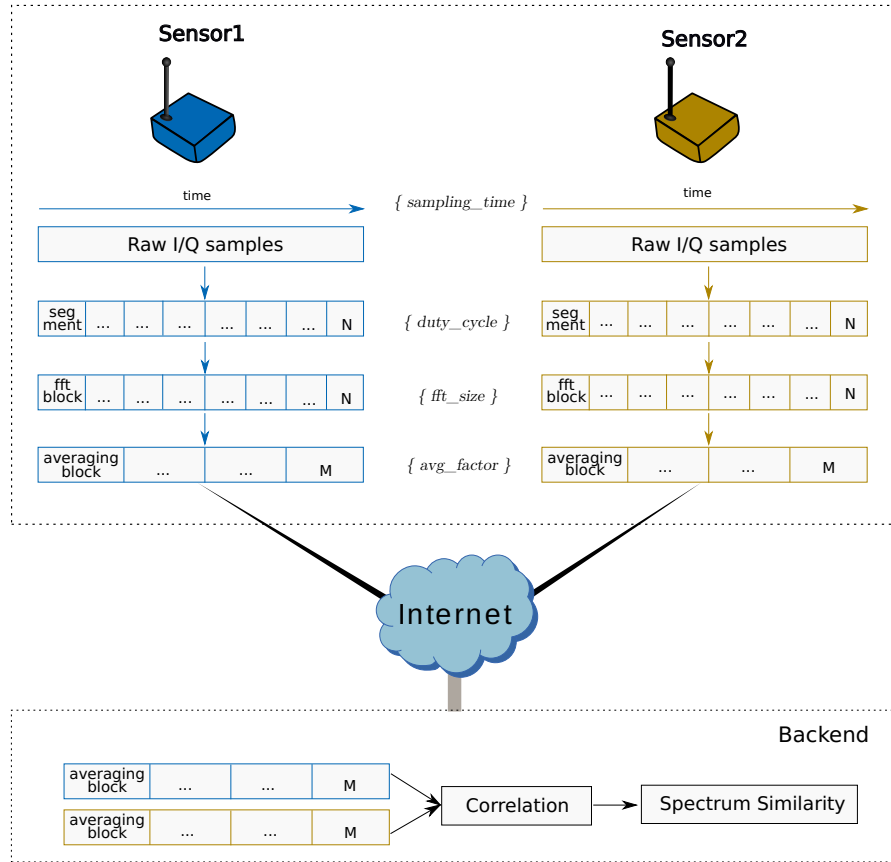 Sensor1
Sensor2
time
{ sampling_time }
time
Raw I/Q samples
Raw I/Q samples
seg
ment
...
...
...
...
...
...
N
{ duty_cycle }
seg
ment
...
...
...
...
...
...
N
fft
block
...
...
...
...
...
...
N
{ fft_size }
fft
block
...
...
...
...
...
...
N
averaging
block
...
...
M
{ avg_factor }
averaging
block
...
...
M
Internet
Backend
averaging
block
...
...
M
averaging
block
...
...
M
Correlation
Spectrum Similarity